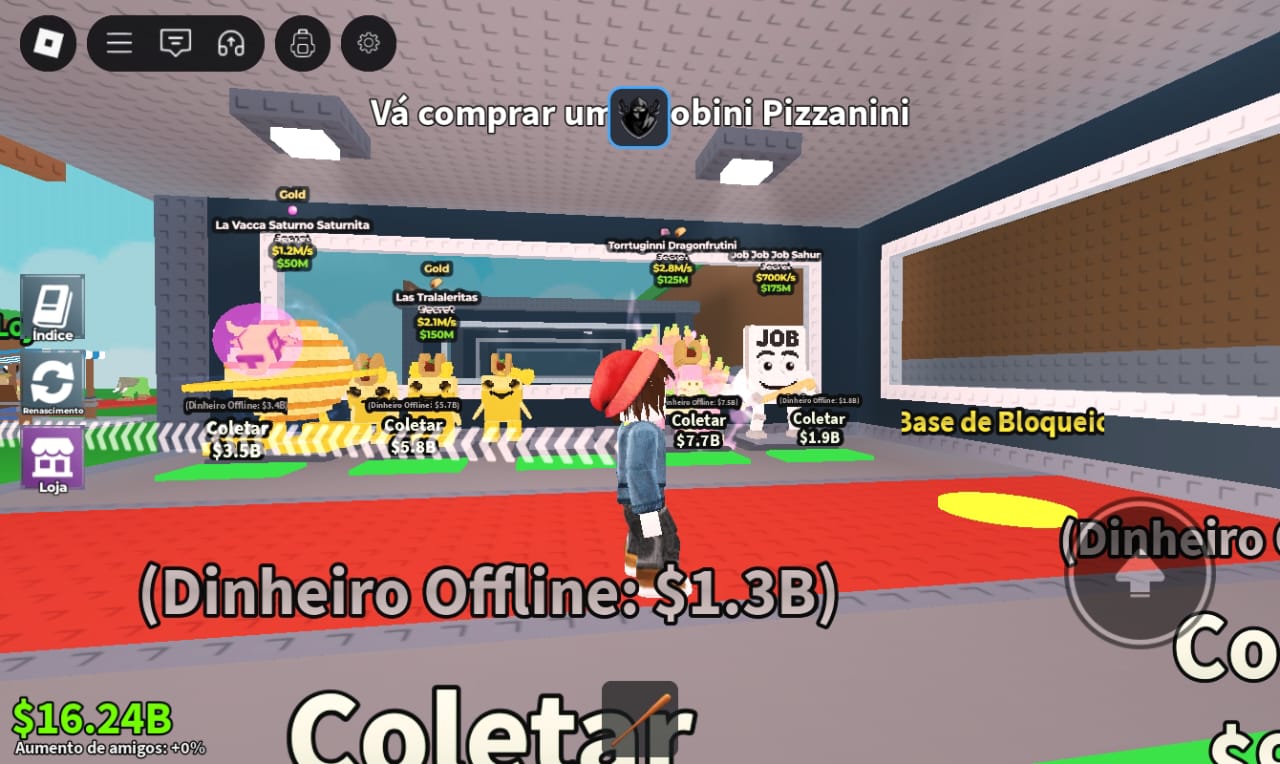 Vá comprar um obini Pizzanini
Gold
La Vacca Saturno Saturnita
Secret
$1.2M/s
$50M
Gold
Las Tralaleritas
Secret
$2.1M/s
$150M
Torrtuginni Dragonfrutini
Secret
$2.8M/s
$125M
Job Job Job Sahur
Secret
$700K/s
$175M
JOB
Índice
Renascimento
Loja
(Dinheiro Offline: $3.4B)
Coletar
$3.5B
(Dinheiro Offline: $5.7B)
Coletar
$5.8B
Offline: $7.5B)
Coletar
$7.7B
(Dinheiro Offline: $1.8B)
Coletar
$1.9B
Base de Bloqueio
(Dinheiro
(Dinheiro Offline: $1.3B)
Co
Coletar
$16.24B
Aumento de amigos: +0%